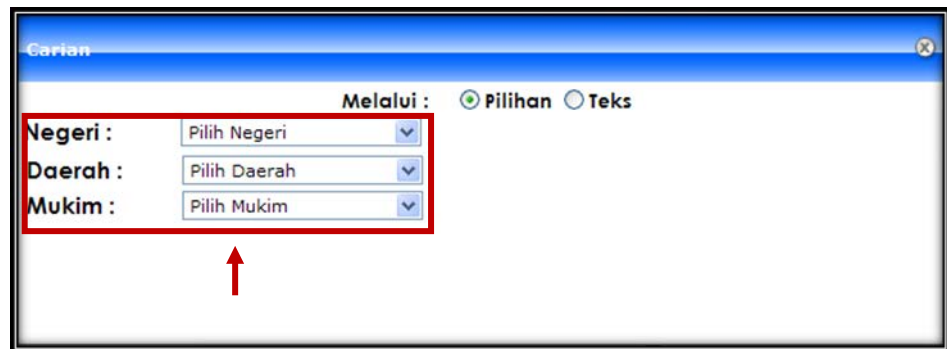 Carian
Melalui : Pilihan Teks
Negeri : Pilih Negeri
Daerah : Pilih Daerah
Mukim : Pilih Mukim